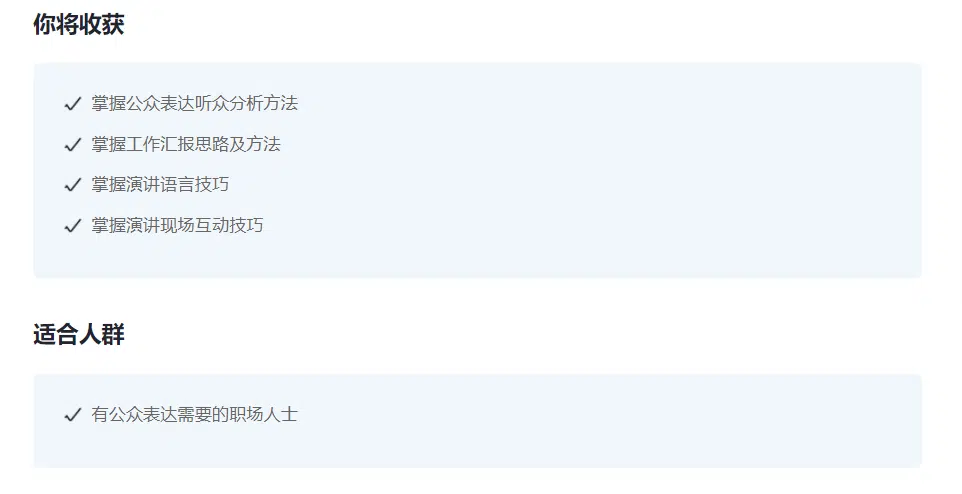 你将收获
掌握公众表达听众分析方法
掌握工作汇报思路及方法
掌握演讲语言技巧
掌握演讲现场互动技巧
适合人群
有公众表达需要的职场人士